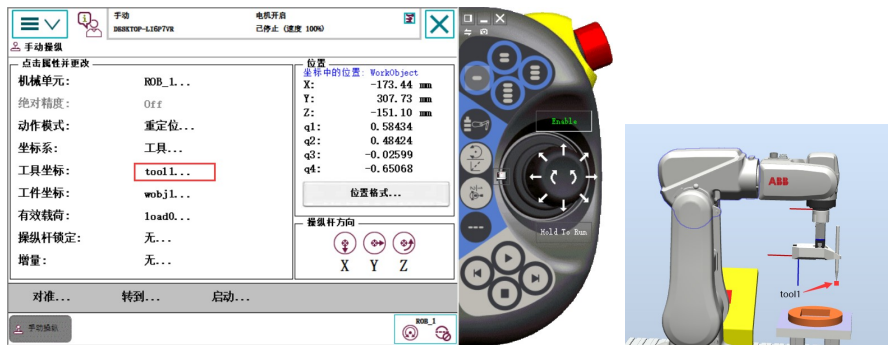 手动
DESKTOP-LI6P7VR
电机开启
已停止 (速度 100%)
手动操纵
点击属性并更改
机械单元: ROB_1...
绝对精度: Off
动作模式: 重定位...
坐标系: 工具...
工具坐标: tool1...
工件坐标: wobj1...
有效载荷: load0...
操纵杆锁定: 无...
增量: 无...
位置
坐标中的位置: WorkObject
X: -173.44 mm
Y: 307.73 mm
Z: -151.10 mm
q1: 0.58434
q2: 0.48424
q3: -0.02599
q4: -0.65068
位置格式...
操纵杆方向
X Y Z
对准... 转到... 启动...
手动操纵
ROB_1
Enable
Hold To Run
ABB
tool1